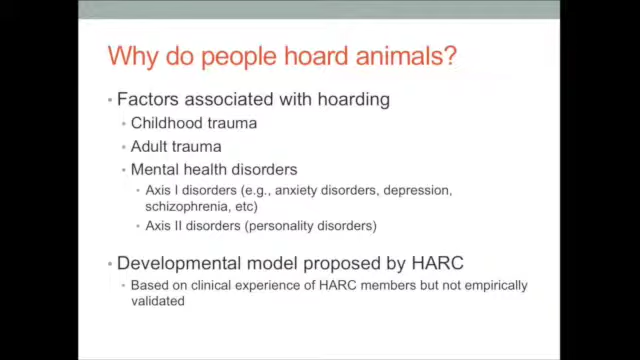 Why do people hoard animals?
• Factors associated with hoarding
• Childhood trauma
• Adult trauma
• Mental health disorders
• Axis I disorders (e.g., anxiety disorders, depression,
sschizophrenia, etc)
• Axis II disorders (personality disorders)
• Developmental model proposed by HARC
• Based on clinical experience of HARC members but not empirically
validated